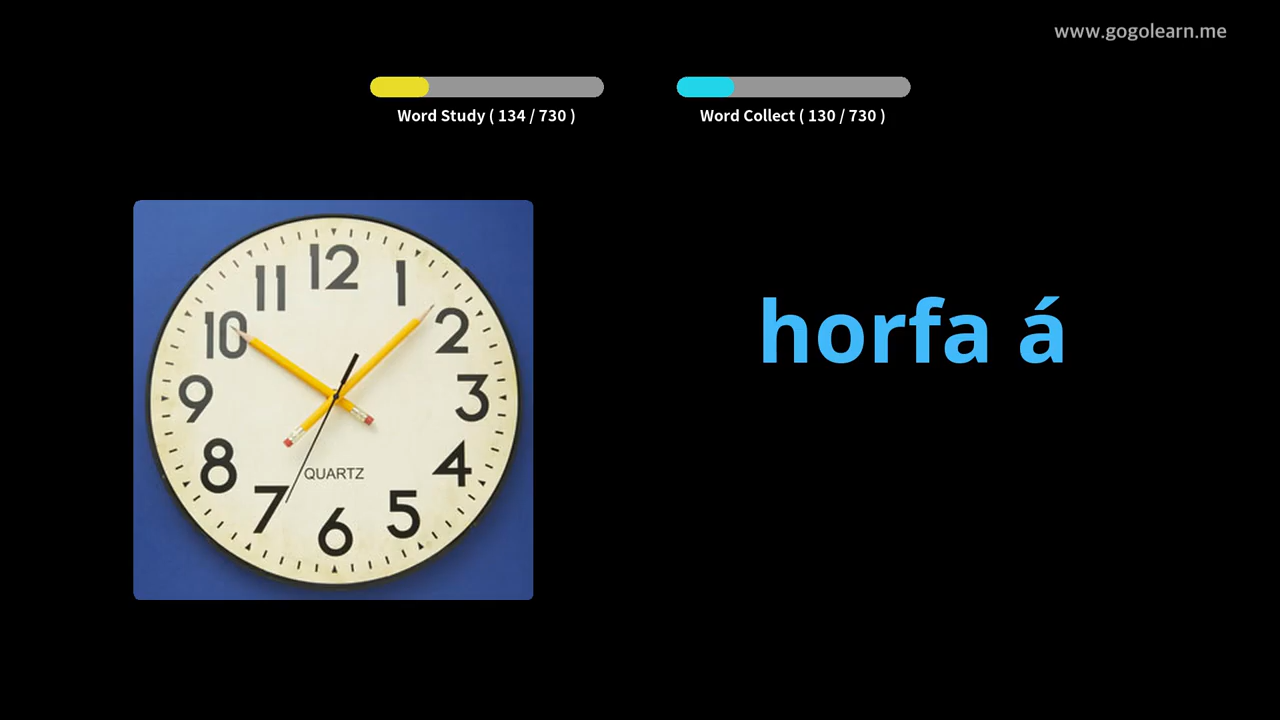 www.gogolearn.me
Word Study ( 134 / 730 )
Word Collect ( 130 / 730 )
12
11
1
10
2
9
3
8
4
7
5
6
QUARTZ
horfa á